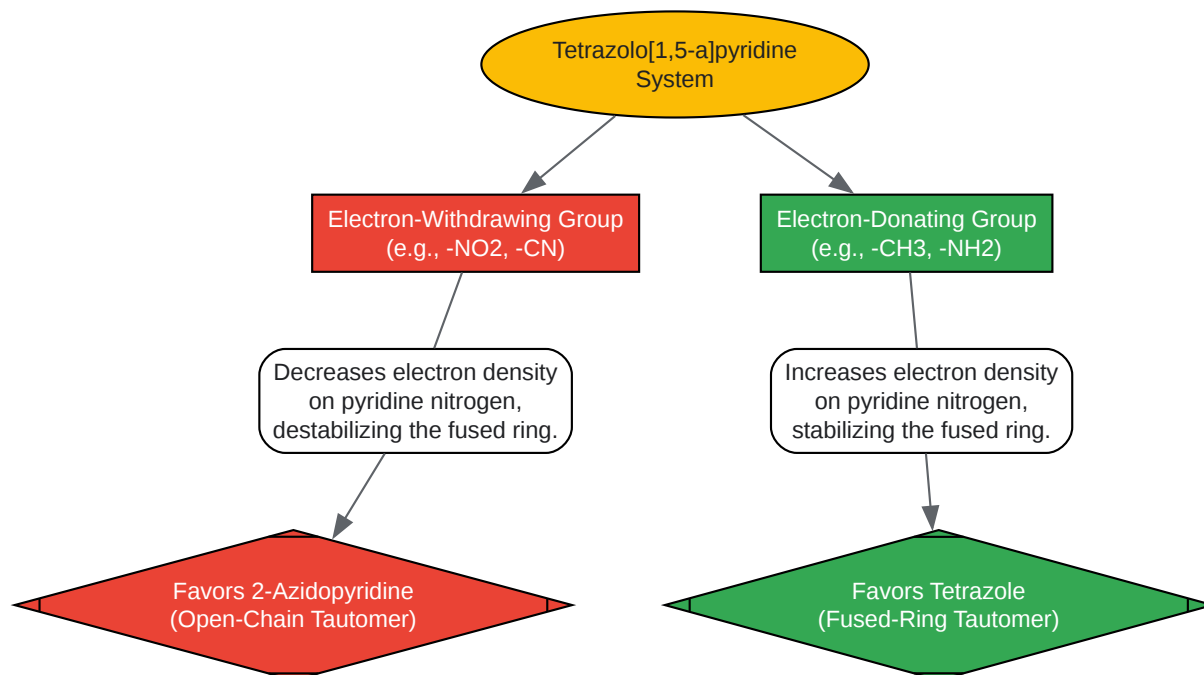 Tetrazolo[1,5-a]pyridine
System
Electron-Withdrawing Group
(e.g., -NO2, -CN)
Electron-Donating Group
(e.g., -CH3, -NH2)
Decreases electron density
on pyridine nitrogen,
destabilizing the fused ring.
Increases electron density
on pyridine nitrogen,
stabilizing the fused ring.
Favors 2-Azidopyridine
(Open-Chain Tautomer)
Favors Tetrazole
(Fused-Ring Tautomer)